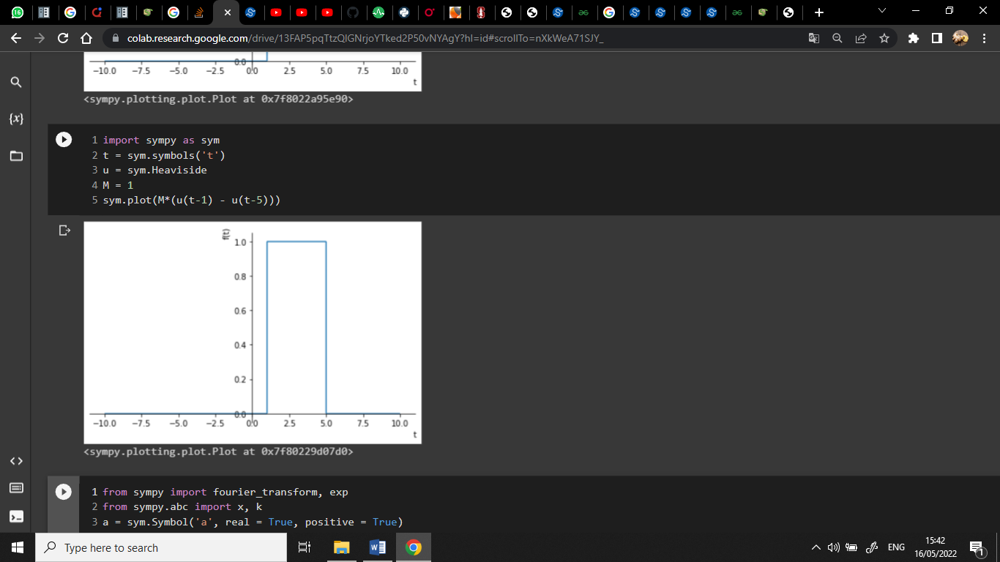 16
colab.research.google.com/drive/13FAP5pqTtzQIGNrjoYTked2P50vNYAgY?hl=id#scrollTo=nXkWeA71SJY_
0.0
−10.0 −7.5 −5.0 −2.5 0.0 2.5 5.0 7.5 10.0
t
<sympy.plotting.plot.Plot at 0x7f8022a95e90>
{x}
1 import sympy as sym
2 t = sym.symbols('t')
3 u = sym.Heaviside
4 M = 1
5 sym.plot(M*(u(t-1) - u(t-5)))
f(t)
1.0
0.8
0.6
0.4
0.2
0.0
−10.0 −7.5 −5.0 −2.5 0.0 2.5 5.0 7.5 10.0
t
<sympy.plotting.plot.Plot at 0x7f80229d07d0>
1 from sympy import fourier_transform, exp
2 from sympy.abc import x, k
3 a = sym.Symbol('a', real = True, positive = True)
Type here to search
ENG
15:42
16/05/2022
1